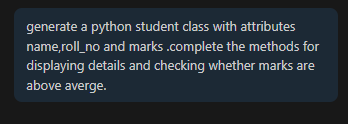 generate a python student class with attributes
name,roll_no and marks .complete the methods for
displaying details and checking whether marks are
above averge.